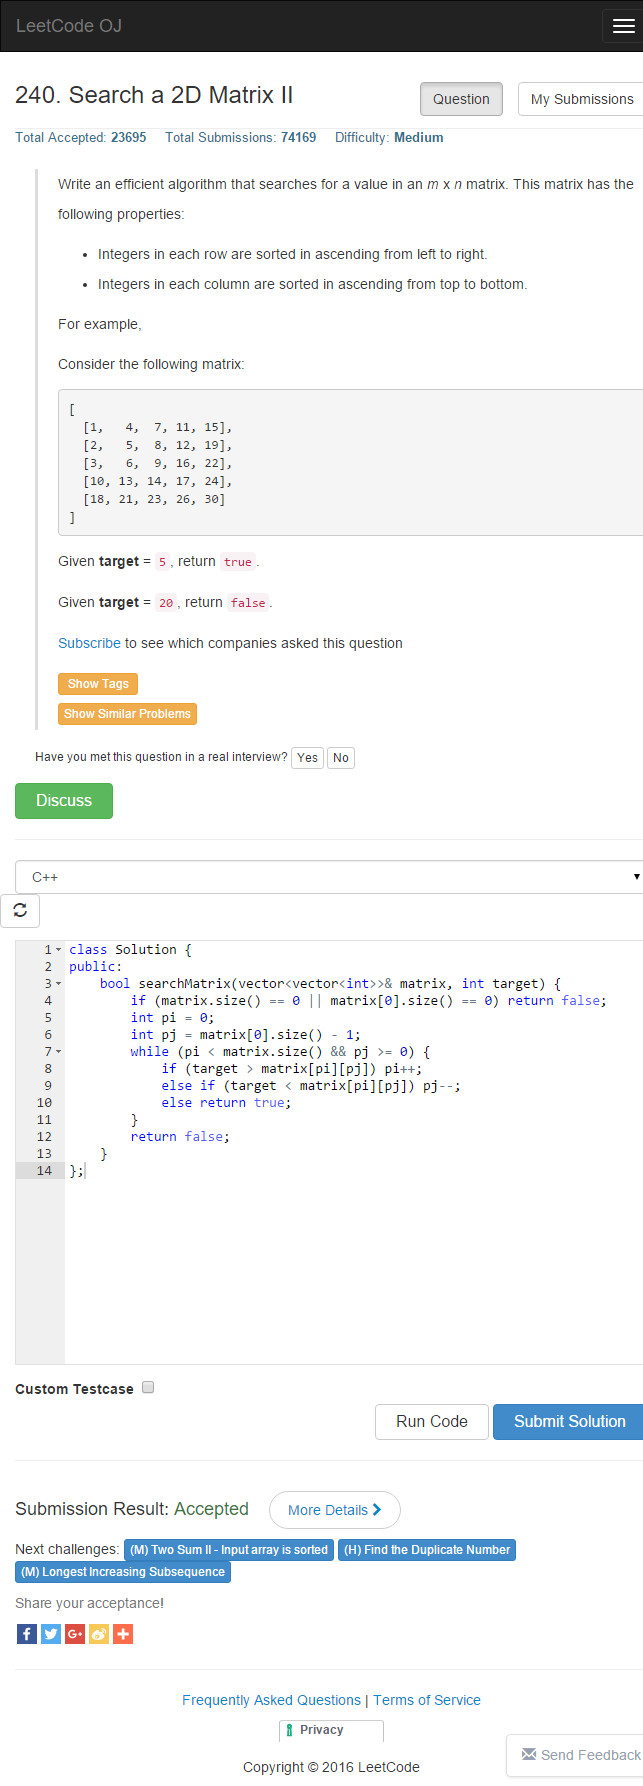 LeetCode OJ
240. Search a 2D Matrix II
Question
My Submissions
Total Accepted: 23695 Total Submissions: 74169 Difficulty: Medium
Write an efficient algorithm that searches for a value in an m x n matrix. This matrix has the
following properties:
• Integers in each row are sorted in ascending from left to right.
• Integers in each column are sorted in ascending from top to bottom.
For example,
Consider the following matrix:
[
  [1,   4,  7, 11, 15],
  [2,   5,  8, 12, 19],
  [3,   6,  9, 16, 22],
  [10, 13, 14, 17, 24],
  [18, 21, 23, 26, 30]
]
Given target = 5, return true.
Given target = 20, return false.
Subscribe to see which companies asked this question
Show Tags
Show Similar Problems
Have you met this question in a real interview? Yes No
Discuss
C++
1 class Solution {
2 public:
3     bool searchMatrix(vector<vector<int>>& matrix, int target) {
4         if (matrix.size() == 0 || matrix[0].size() == 0) return false;
5         int pi = 0;
6         int pj = matrix[0].size() - 1;
7         while (pi < matrix.size() && pj >= 0) {
8             if (target > matrix[pi][pj]) pi++;
9             else if (target < matrix[pi][pj]) pj--;
10             else return true;
11         }
12         return false;
13     }
14 };
Custom Testcase
Run Code
Submit Solution
Submission Result: Accepted
More Details
Next challenges: (M) Two Sum II - Input array is sorted (H) Find the Duplicate Number
(M) Longest Increasing Subsequence
Share your acceptance!
Frequently Asked Questions | Terms of Service
Privacy
Send Feedback
Copyright © 2016 LeetCode